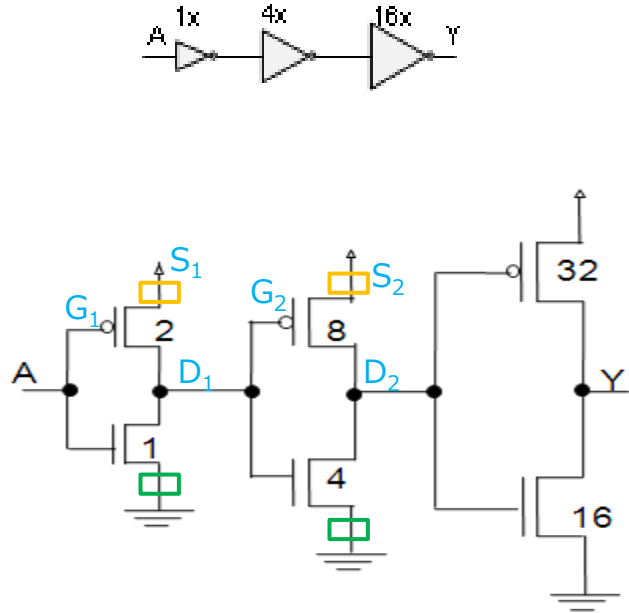 1x 4x 16x
A Y
S₁ S₂
G₁ 2 G₂ 8 32
A D₁ D₂ Y
1 4 16